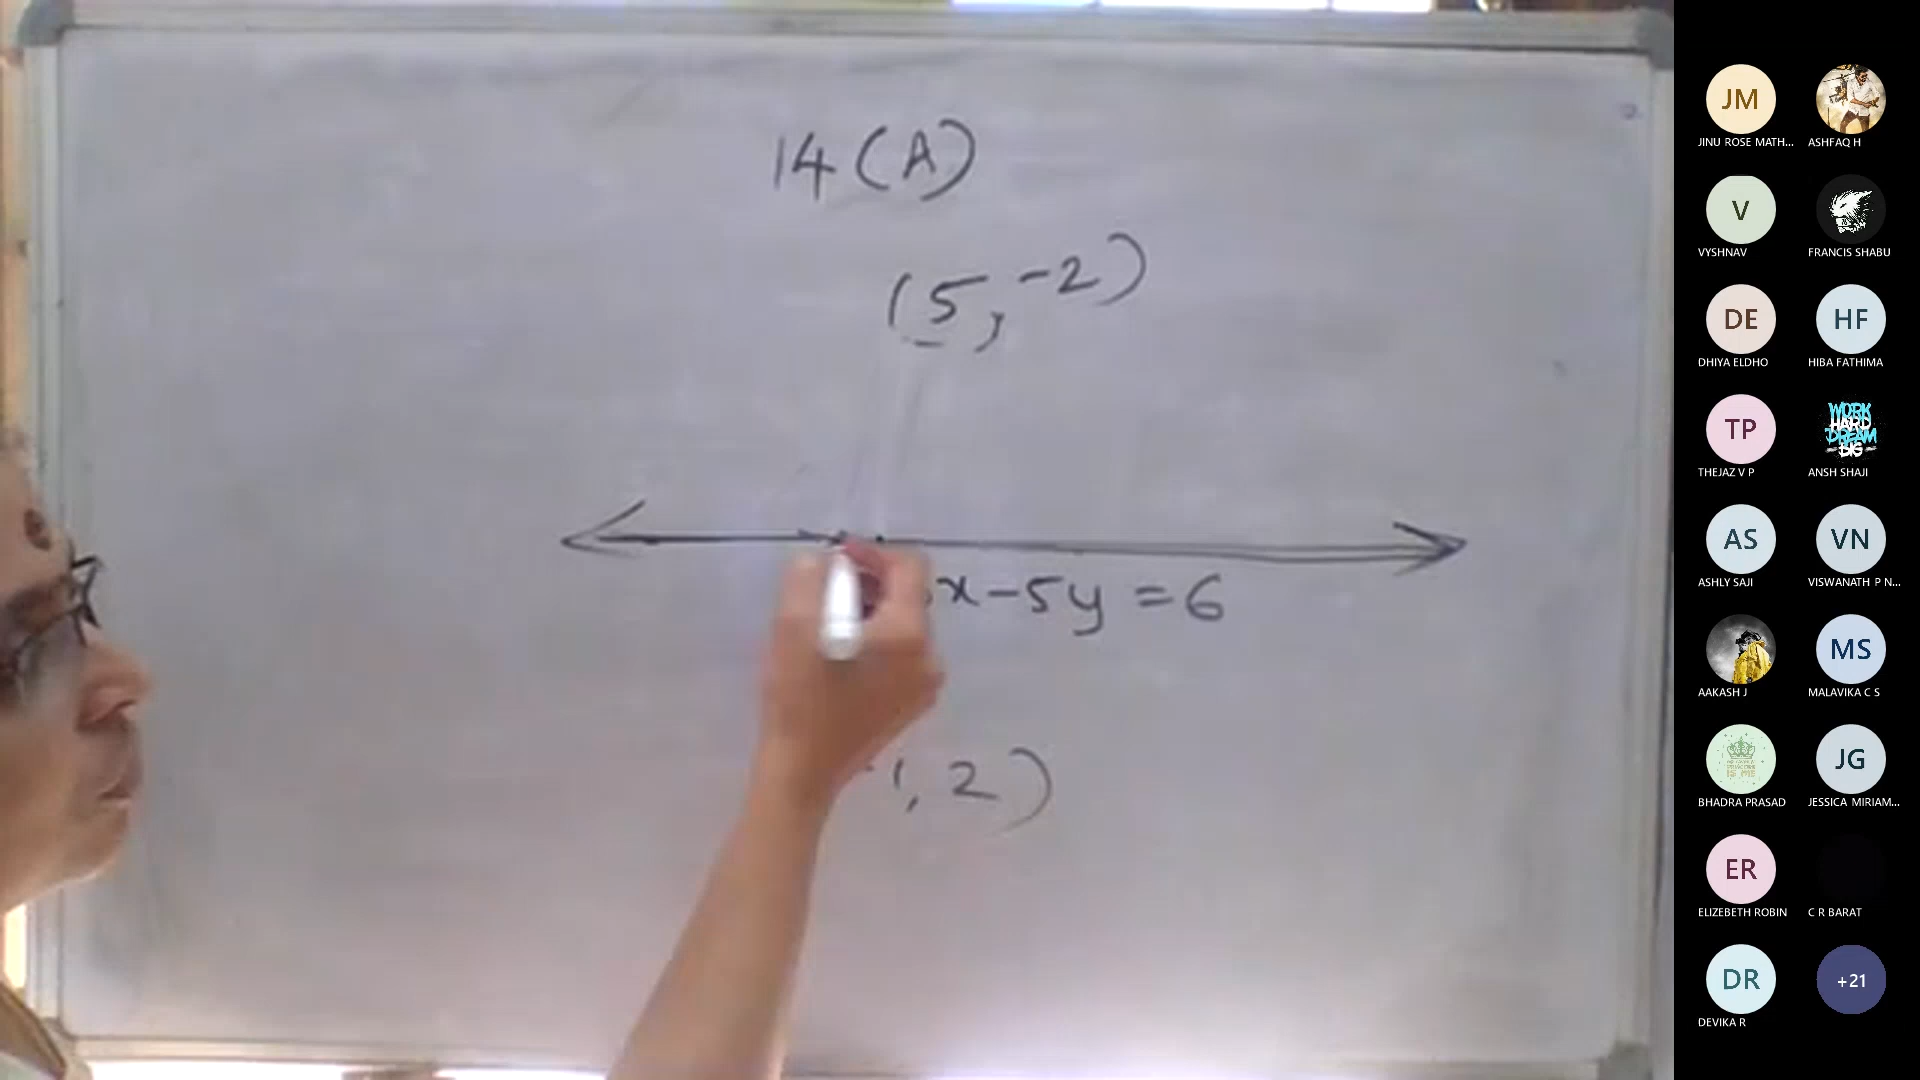 14 (A)
(5, -2)
x - 5y = 6
-1, 2)
JM
JINU ROSE MATH...
ASHFAQ H
V
VYSHNAV
FRANCIS SHABU
DE
DHIYA ELDHO
HF
HIBA FATHIMA
TP
THEJAZ V P
WORK
HARD
DREAM
BIG
ANSH SHAJI
AS
ASHLY SAJI
VN
VISWANATH P N...
AAKASH J
MS
MALAVIKA C S
BHADRA PRASAD
JG
JESSICA MIRIAM...
ER
ELIZEBETH ROBIN
C R BARAT
DR
DEVIKA R
+21